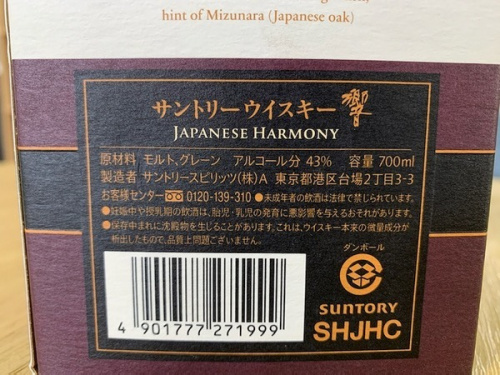 hint of Mizunara (Japanese oak)
サントリーウイスキー 響
JAPANESE HARMONY
原材料 モルト、グレーン アルコール分 43% 容量 700ml
製造者 サントリースピリッツ(株)A 東京都港区台場2丁目3-3
お客様センター 0120-139-310 ●未成年者の飲酒は法律で禁じられています。
●妊娠中や授乳期の飲酒は、胎児・乳児の発育に悪影響を与えるおそれがあります。
●保存中まれに沈殿物を生じることがあります。これは、ウイスキー本来の微量成分が
析出したもので、品質上問題ございません。
ダンボール
4 901777 271999
SUNTORY
SHJHC